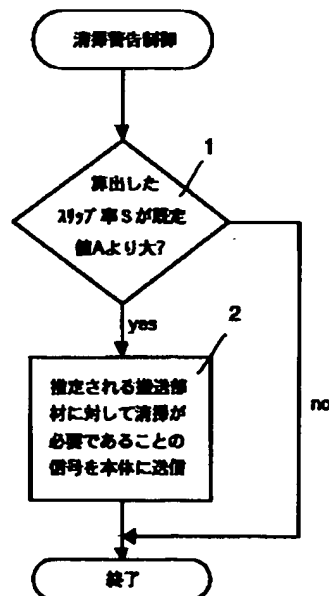 清掃警告制御
1
算出した
スリップ率Sが既定
値Aより大?
yes
2
推定される搬送部
材に対して清掃が
必要であることの
信号を本体に送信
no
終了